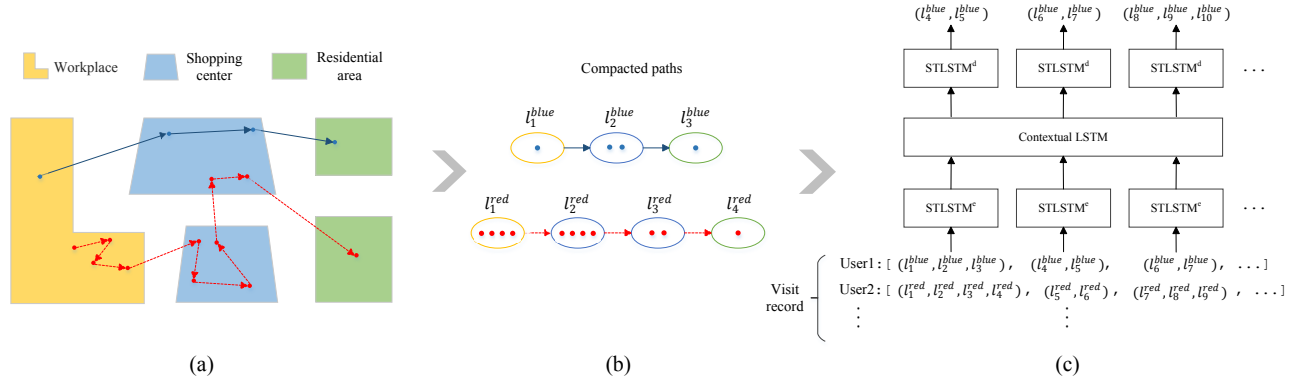 Workplace
Shopping
center
Residential
area
(a)
Compacted paths
l_1^{blue} l_2^{blue} l_3^{blue}
l_1^{red} l_2^{red} l_3^{red} l_4^{red}
(b)
(l_4^{blue}, l_5^{blue}) (l_6^{blue}, l_7^{blue}) (l_8^{blue}, l_9^{blue}, l_{10}^{blue})
STLSTM^d STLSTM^d STLSTM^d ...
Contextual LSTM
STLSTM^e STLSTM^e STLSTM^e ...
Visit
record
User1: [ (l_1^{blue}, l_2^{blue}, l_3^{blue}), (l_4^{blue}, l_5^{blue}), (l_6^{blue}, l_7^{blue}), ...]
User2: [ (l_1^{red}, l_2^{red}, l_3^{red}, l_4^{red}), (l_5^{red}, l_6^{red}), (l_7^{red}, l_8^{red}, l_9^{red}), ...]
(c)